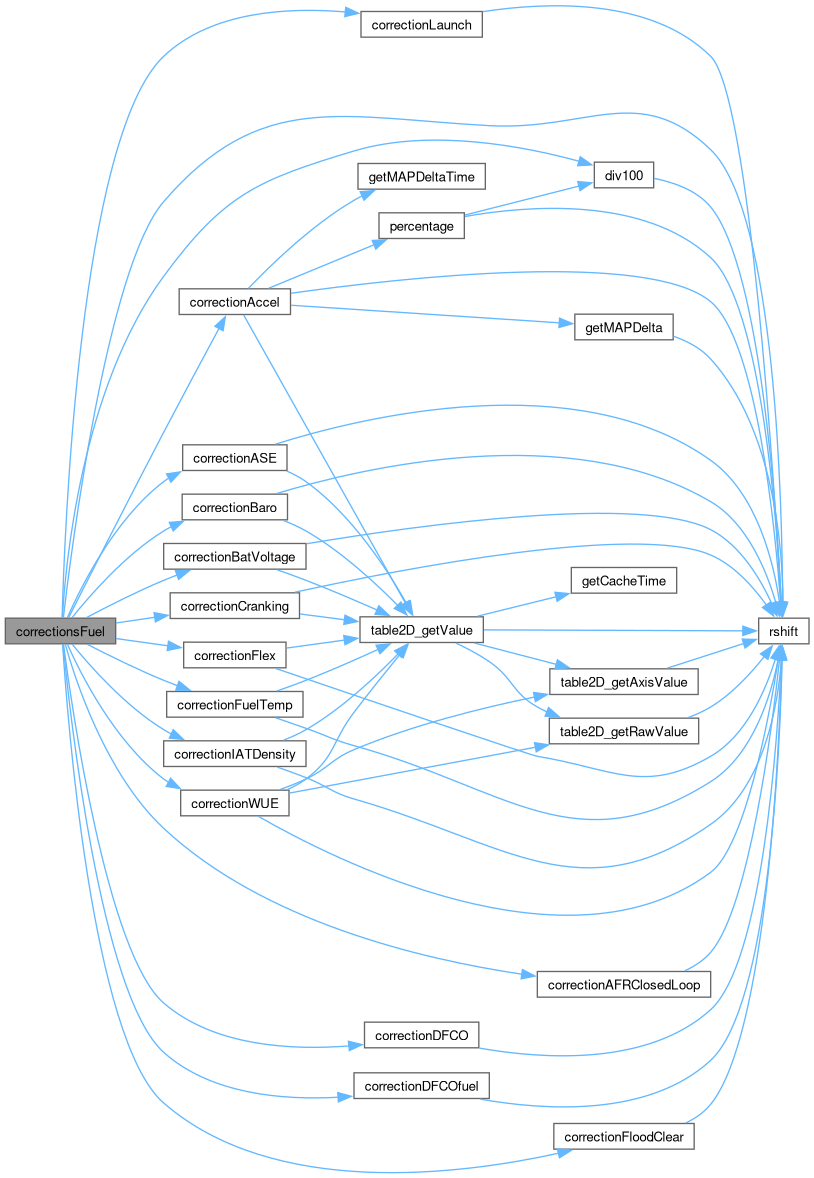 correctionLaunch
getMAPDeltaTime
div100
percentage
correctionAccel
getMAPDelta
correctionASE
correctionBaro
correctionBatVoltage
getCacheTime
correctionCranking
correctionsFuel
table2D_getValue
rshift
correctionFlex
table2D_getAxisValue
correctionFuelTemp
table2D_getRawValue
correctionIATDensity
correctionWUE
correctionAFRClosedLoop
correctionDFCO
correctionDFCOfuel
correctionFloodClear